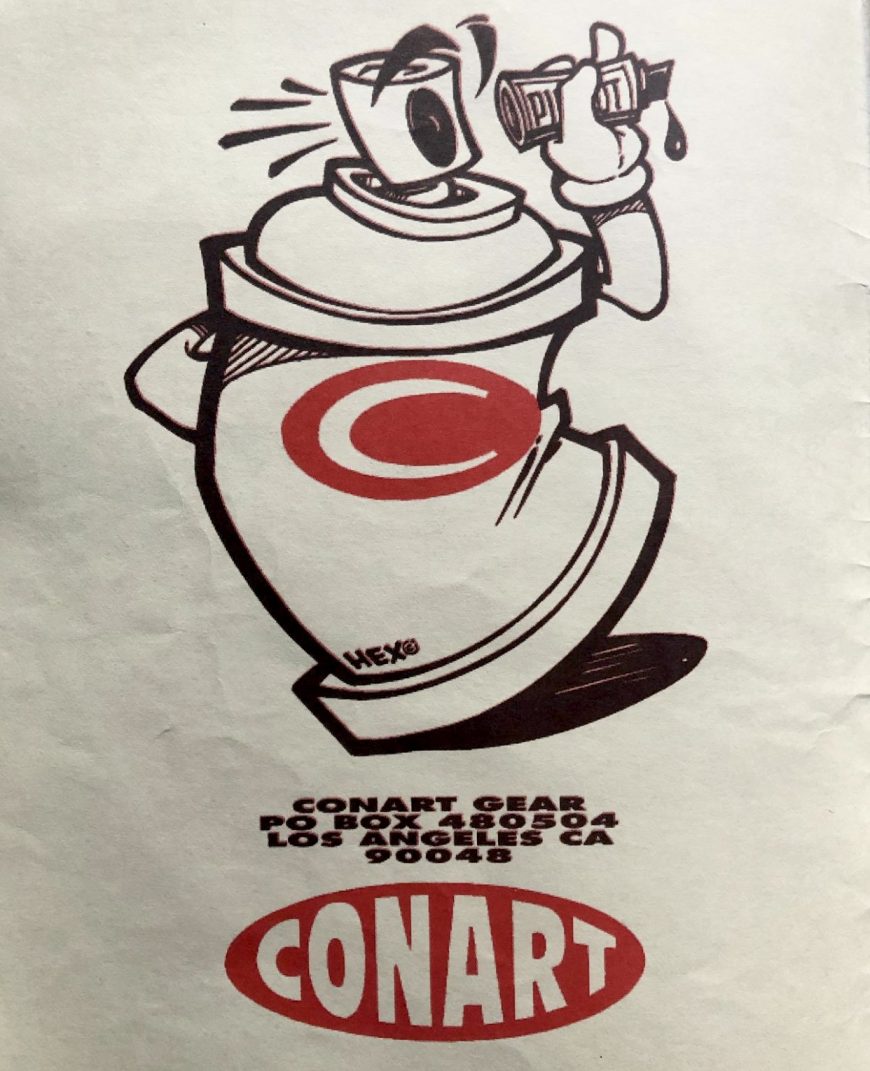 C
HEX©
CONART GEAR
PO BOX 480504
LOS ANGELES CA
90048
CONART